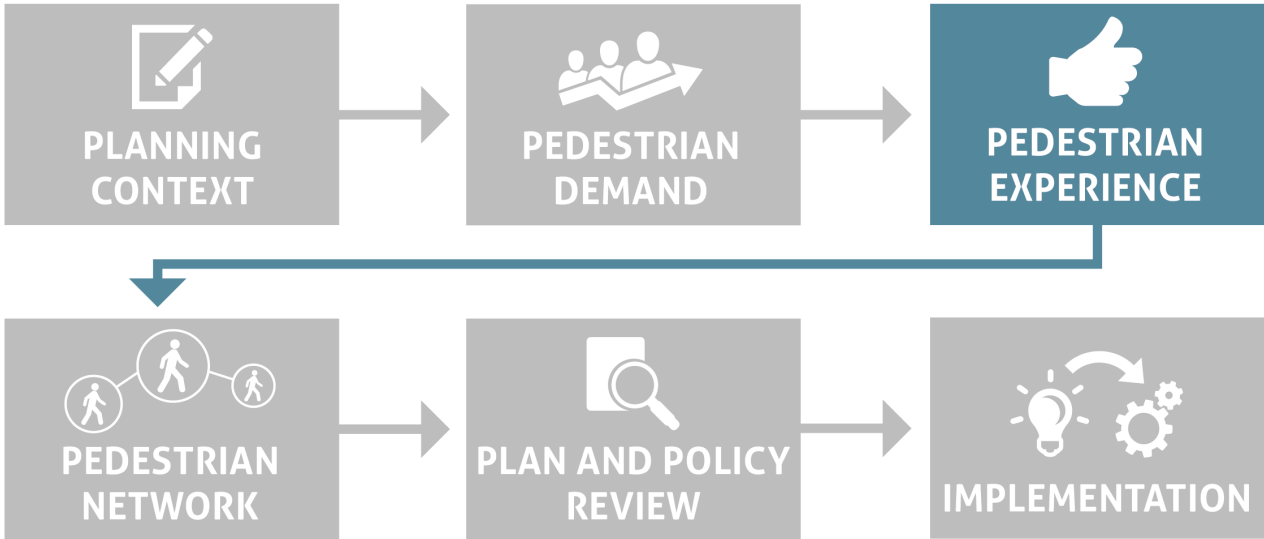 PLANNING
CONTEXT
PEDESTRIAN
DEMAND
PEDESTRIAN
EXPERIENCE
PEDESTRIAN
NETWORK
PLAN AND POLICY
REVIEW
IMPLEMENTATION